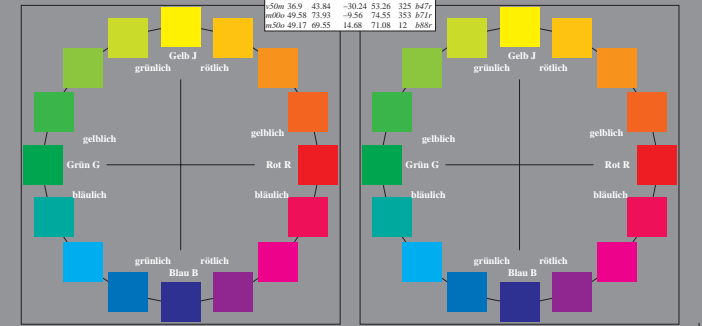 v50m 36.9 43.84 −30.24 53.26 325 b47r
m00o 49.58 73.93 −9.56 74.55 353 b71r
m50o 49.17 69.55 14.68 71.08 12 b88r
Gelb J
grünlich rötlich
gelblich
gelblich
Grün G Rot R
bläulich bläulich
grünlich rötlich
Blau B
Gelb J
grünlich rötlich
gelblich
gelblich
Grün G Rot R
bläulich bläulich
grünlich rötlich
Blau B